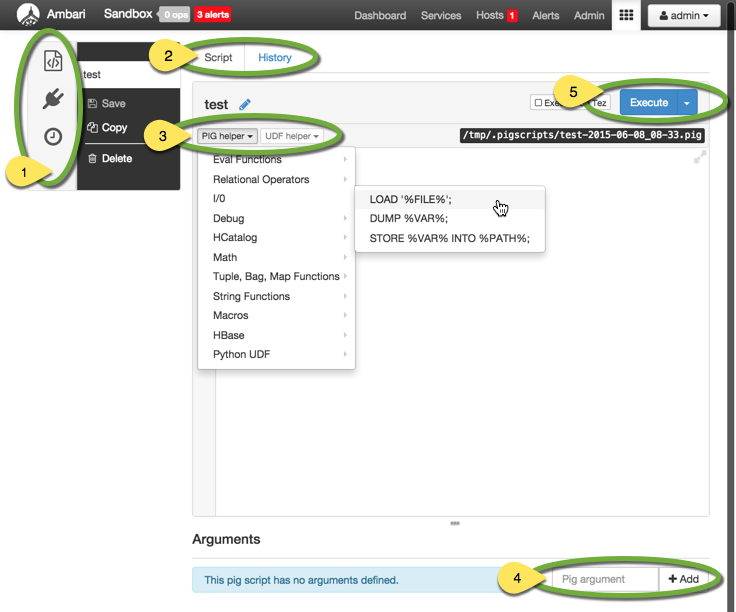 Ambari Sandbox 0 ops 3 alerts Dashboard Services Hosts 1 Alerts Admin admin
1
2
3
4
5
test
Save
Copy
Delete
Script History
test
Tez
Execute
PIG helper UDF helper
/tmp/.pigscripts/test-2015-06-08_08-33.pig
Eval Functions
Relational Operators
I/0
Debug
HCatalog
Math
Tuple, Bag, Map Functions
String Functions
Macros
HBase
Python UDF
LOAD '%FILE%';
DUMP %VAR%;
STORE %VAR% INTO %PATH%;
Arguments
This pig script has no arguments defined.
Pig argument
+ Add